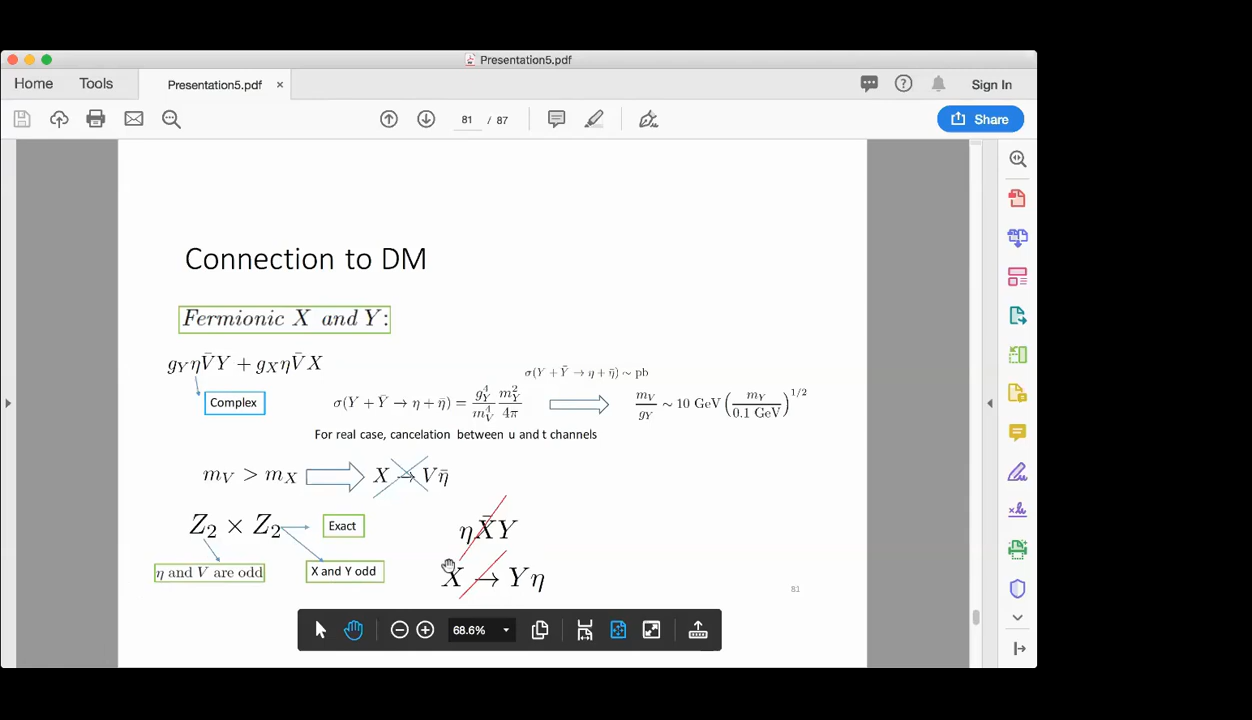 Presentation5.pdf
Home Tools Presentation5.pdf × Sign In
81 / 87 Share
Connection to DM
Fermionic X and Y:
g_Y η V̄ Y + g_X η V̄ X
Complex
σ(Y + Ȳ → η + η̄) ∼ pb
σ(Y + Ȳ → η + η̄) = g_Y^4/m_V^4 m_Y^2/4π
m_V/g_Y ∼ 10 GeV (m_Y/0.1 GeV)^1/2
For real case, cancelation between u and t channels
m_V > m_X
X → V η̄
Z_2 × Z_2
Exact
η X̄ Y
η and V are odd
X and Y odd
X → Y η
81
68.6%